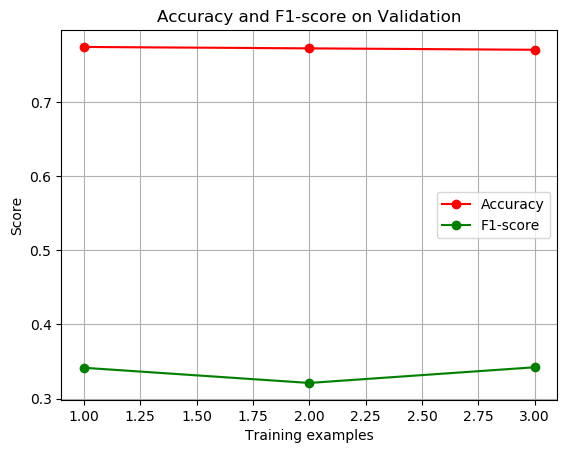 Accuracy and F1-score on Validation
Score
0.7
0.6
0.5
0.4
0.3
Accuracy
F1-score
1.00 1.25 1.50 1.75 2.00 2.25 2.50 2.75 3.00
Training examples